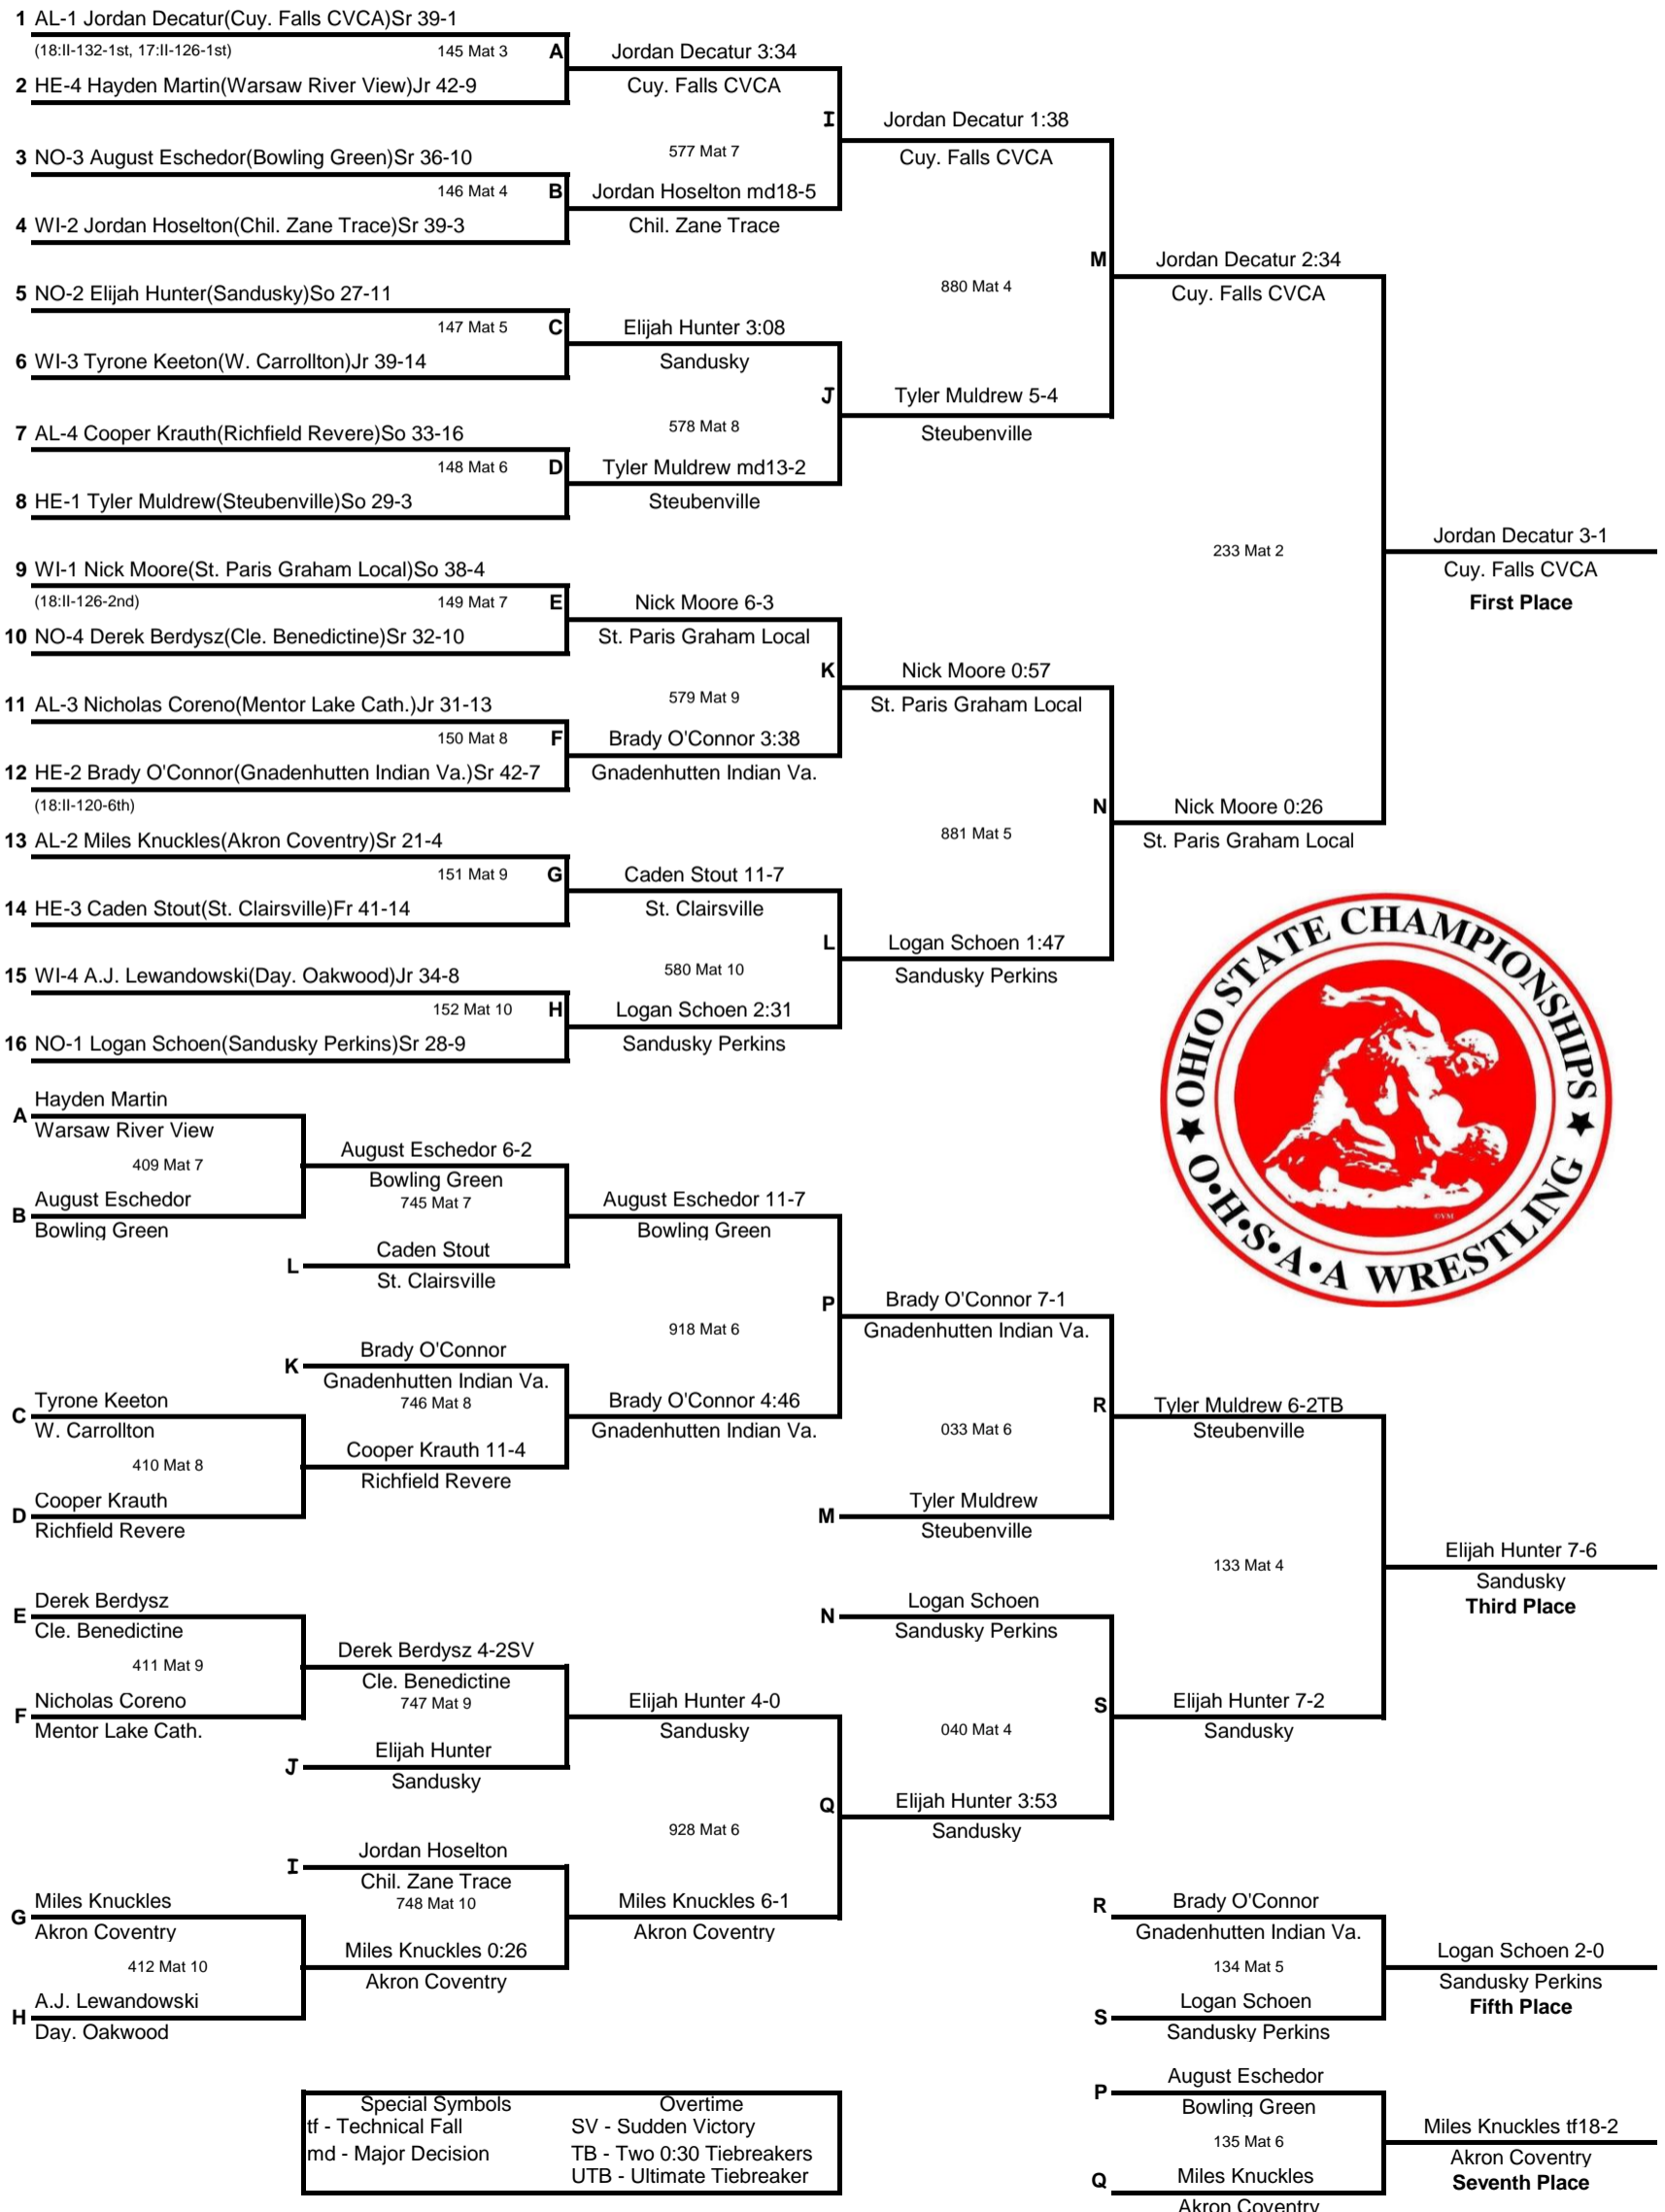 1 AL-1 Jordan Decatur(Cuy. Falls CVCA)Sr 39-1
(18:II-132-1st, 17:II-126-1st) 145 Mat 3 A
2 HE-4 Hayden Martin(Warsaw River View)Jr 42-9
Jordan Decatur 3:34
Cuy. Falls CVCA
577 Mat 7 I
3 NO-3 August Eschedor(Bowling Green)Sr 36-10
146 Mat 4 B
4 WI-2 Jordan Hoselton(Chil. Zane Trace)Sr 39-3
Jordan Hoselton md18-5
Chil. Zane Trace
Jordan Decatur 1:38
Cuy. Falls CVCA
880 Mat 4 M
5 NO-2 Elijah Hunter(Sandusky)So 27-11
147 Mat 5 C
6 WI-3 Tyrone Keeton(W. Carrollton)Jr 39-14
Elijah Hunter 3:08
Sandusky
578 Mat 8 J
7 AL-4 Cooper Krauth(Richfield Revere)So 33-16
148 Mat 6 D
8 HE-1 Tyler Muldrew(Steubenville)So 29-3
Tyler Muldrew md13-2
Steubenville
Tyler Muldrew 5-4
Steubenville
Jordan Decatur 2:34
Cuy. Falls CVCA
233 Mat 2
Jordan Decatur 3-1
Cuy. Falls CVCA
First Place
9 WI-1 Nick Moore(St. Paris Graham Local)So 38-4
(18:II-126-2nd) 149 Mat 7 E
10 NO-4 Derek Berdysz(Cle. Benedictine)Sr 32-10
Nick Moore 6-3
St. Paris Graham Local
579 Mat 9 K
11 AL-3 Nicholas Coreno(Mentor Lake Cath.)Jr 31-13
150 Mat 8 F
12 HE-2 Brady O'Connor(Gnadenhutten Indian Va.)Sr 42-7
(18:II-120-6th)
Brady O'Connor 3:38
Gnadenhutten Indian Va.
Nick Moore 0:57
St. Paris Graham Local
881 Mat 5 N
13 AL-2 Miles Knuckles(Akron Coventry)Sr 21-4
151 Mat 9 G
14 HE-3 Caden Stout(St. Clairsville)Fr 41-14
Caden Stout 11-7
St. Clairsville
580 Mat 10 L
15 WI-4 A.J. Lewandowski(Day. Oakwood)Jr 34-8
152 Mat 10 H
16 NO-1 Logan Schoen(Sandusky Perkins)Sr 28-9
Logan Schoen 2:31
Sandusky Perkins
Logan Schoen 1:47
Sandusky Perkins
Nick Moore 0:26
St. Paris Graham Local
★ OHIO STATE CHAMPIONSHIPS ★
O•H•S•A•A WRESTLING
©VM
A Hayden Martin
Warsaw River View
409 Mat 7
B August Eschedor
Bowling Green
August Eschedor 6-2
Bowling Green
745 Mat 7
L Caden Stout
St. Clairsville
August Eschedor 11-7
Bowling Green
918 Mat 6 P
K Brady O'Connor
Gnadenhutten Indian Va.
746 Mat 8
C Tyrone Keeton
W. Carrollton
410 Mat 8
D Cooper Krauth
Richfield Revere
Cooper Krauth 11-4
Richfield Revere
Brady O'Connor 4:46
Gnadenhutten Indian Va.
Brady O'Connor 7-1
Gnadenhutten Indian Va.
033 Mat 6 R
M Tyler Muldrew
Steubenville
Tyler Muldrew 6-2TB
Steubenville
133 Mat 4
Elijah Hunter 7-6
Sandusky
Third Place
E Derek Berdysz
Cle. Benedictine
411 Mat 9
F Nicholas Coreno
Mentor Lake Cath.
Derek Berdysz 4-2SV
Cle. Benedictine
747 Mat 9
J Elijah Hunter
Sandusky
Elijah Hunter 4-0
Sandusky
928 Mat 6 Q
I Jordan Hoselton
Chil. Zane Trace
748 Mat 10
G Miles Knuckles
Akron Coventry
412 Mat 10
H A.J. Lewandowski
Day. Oakwood
Miles Knuckles 0:26
Akron Coventry
Miles Knuckles 6-1
Akron Coventry
N Logan Schoen
Sandusky Perkins
040 Mat 4 S
Elijah Hunter 3:53
Sandusky
Elijah Hunter 7-2
Sandusky
R Brady O'Connor
Gnadenhutten Indian Va.
134 Mat 5
S Logan Schoen
Sandusky Perkins
Logan Schoen 2-0
Sandusky Perkins
Fifth Place
P August Eschedor
Bowling Green
135 Mat 6
Q Miles Knuckles
Akron Coventry
Miles Knuckles tf18-2
Akron Coventry
Seventh Place
Special Symbols Overtime
tf - Technical Fall SV - Sudden Victory
md - Major Decision TB - Two 0:30 Tiebreakers
UTB - Ultimate Tiebreaker